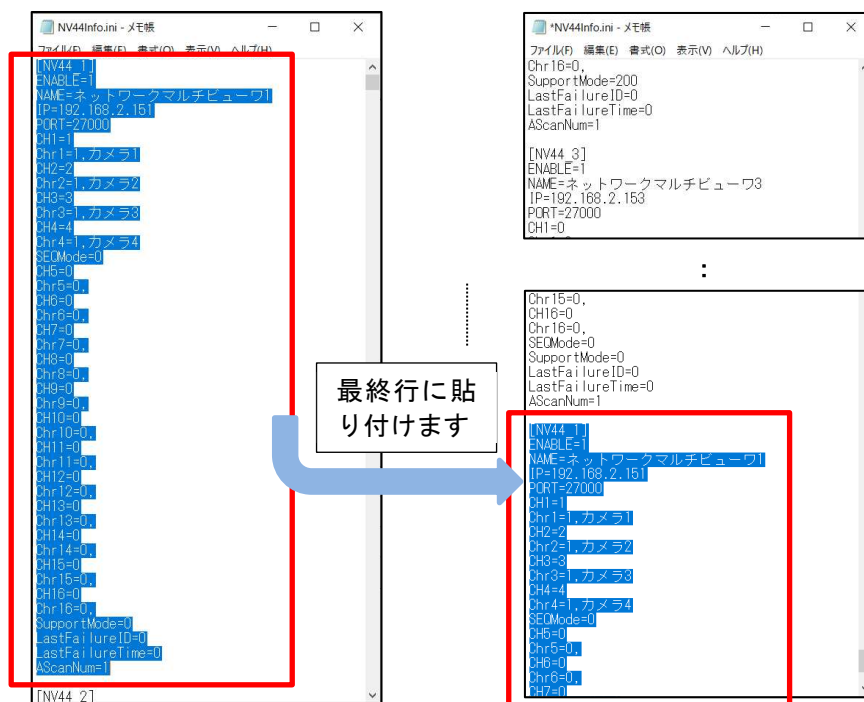 NV44Info.ini - メモ帳
ファイル(F) 編集(E) 書式(O) 表示(V) ヘルプ(H)
[NV44_1]
ENABLE=1
NAME=ネットワークマルチビューワ1
IP=192.168.2.151
PORT=27000
CH1=1
Chr1=1,カメラ1
CH2=2
Chr2=1,カメラ2
CH3=3
Chr3=1,カメラ3
CH4=4
Chr4=1,カメラ4
SEQMode=0
CH5=0
Chr5=0,
CH6=0
Chr6=0,
CH7=0
Chr7=0,
CH8=0
Chr8=0,
CH9=0
Chr9=0,
CH10=0
Chr10=0,
CH11=0
Chr11=0,
CH12=0
Chr12=0,
CH13=0
Chr13=0,
CH14=0
Chr14=0,
CH15=0
Chr15=0,
CH16=0
Chr16=0,
SupportMode=0
LastFailureID=0
LastFailureTime=0
AScanNum=1
[NV44_2]
最終行に貼
り付けます
*NV44Info.ini - メモ帳
ファイル(F) 編集(E) 書式(O) 表示(V) ヘルプ(H)
Chr16=0,
SupportMode=200
LastFailureID=0
LastFailureTime=0
AScanNum=1
[NV44_3]
ENABLE=1
NAME=ネットワークマルチビューワ3
IP=192.168.2.153
PORT=27000
CH1=0
:
Chr15=0,
CH16=0
Chr16=0,
SEQMode=0
SupportMode=0
LastFailureID=0
LastFailureTime=0
AScanNum=1
[NV44_1]
ENABLE=1
NAME=ネットワークマルチビューワ1
IP=192.168.2.151
PORT=27000
CH1=1
Chr1=1,カメラ1
CH2=2
Chr2=1,カメラ2
CH3=3
Chr3=1,カメラ3
CH4=4
Chr4=1,カメラ4
SEQMode=0
CH5=0
Chr5=0,
CH6=0
Chr6=0,
CH7=0